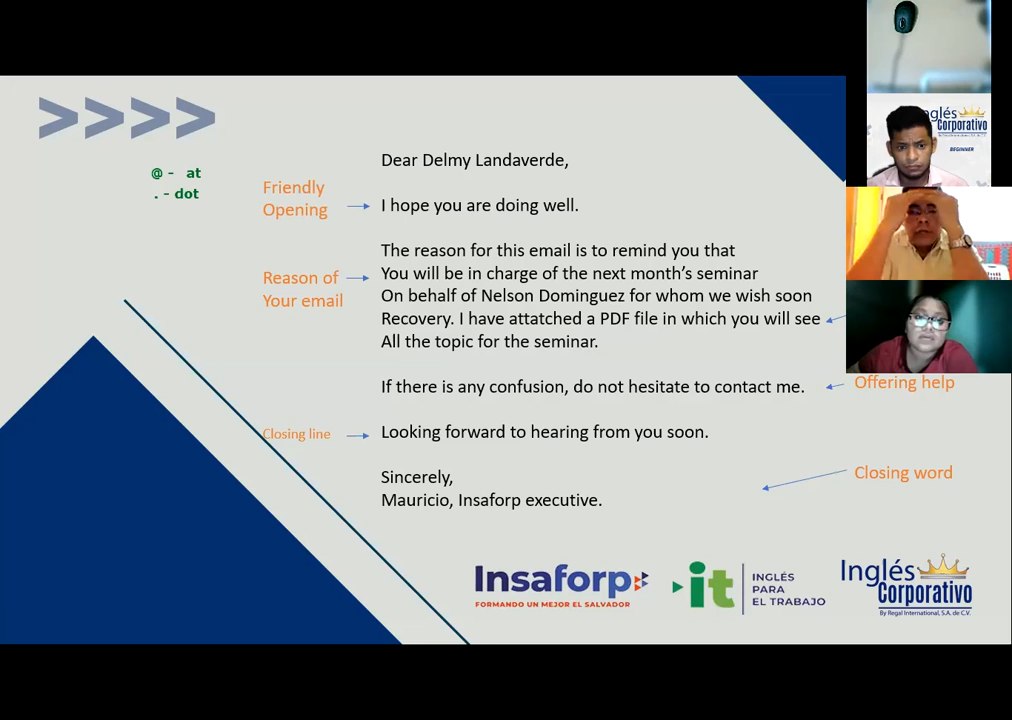 >>>>
@ - at
. - dot
Dear Delmy Landaverde,
Friendly
Opening
I hope you are doing well.
Reason of
Your email
The reason for this email is to remind you that
You will be in charge of the next month's seminar
On behalf of Nelson Dominguez for whom we wish soon
Recovery. I have attatched a PDF file in which you will see
All the topic for the seminar.
If there is any confusion, do not hesitate to contact me.
Offering help
Closing line
Looking forward to hearing from you soon.
Closing word
Sincerely,
Mauricio, Insaforp executive.
Insaforp
FORMANDO UN MEJOR EL SALVADOR
it
INGLÉS
PARA
EL TRABAJO
Inglés
Corporativo
By Regal International, S.A. de C.V.
Corporativo
BEGINNER